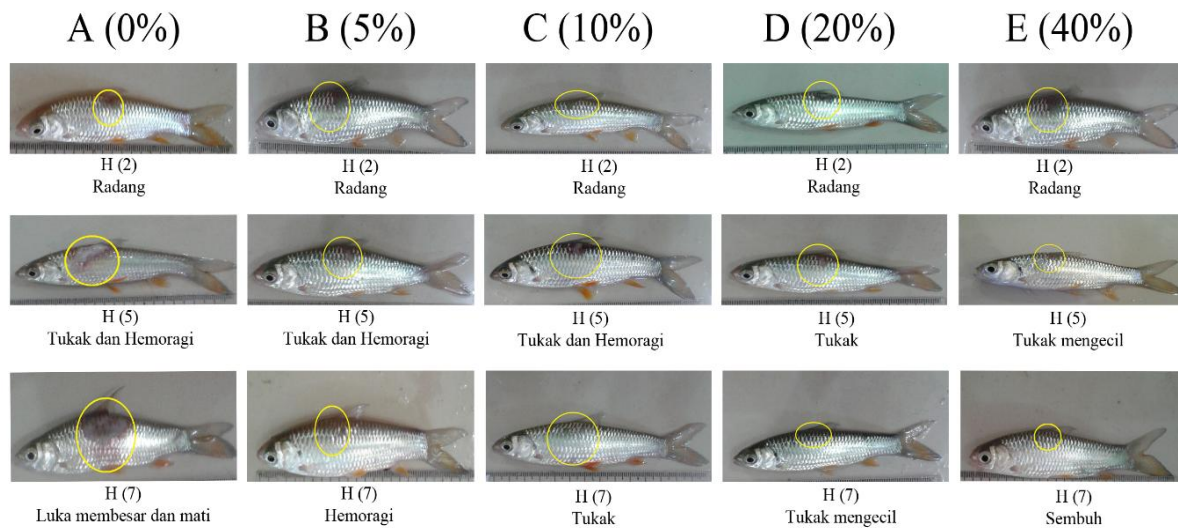 A (0%) B (5%) C (10%) D (20%) E (40%)
H (2) H (2) H (2) H (2) H (2)
Radang Radang Radang Radang Radang
H (5) H (5) H (5) H (5) H (5)
Tukak dan Hemoragi Tukak dan Hemoragi Tukak dan Hemoragi Tukak Tukak mengecil
H (7) H (7) H (7) H (7) H (7)
Luka membesar dan mati Hemoragi Tukak Tukak mengecil Sembuh